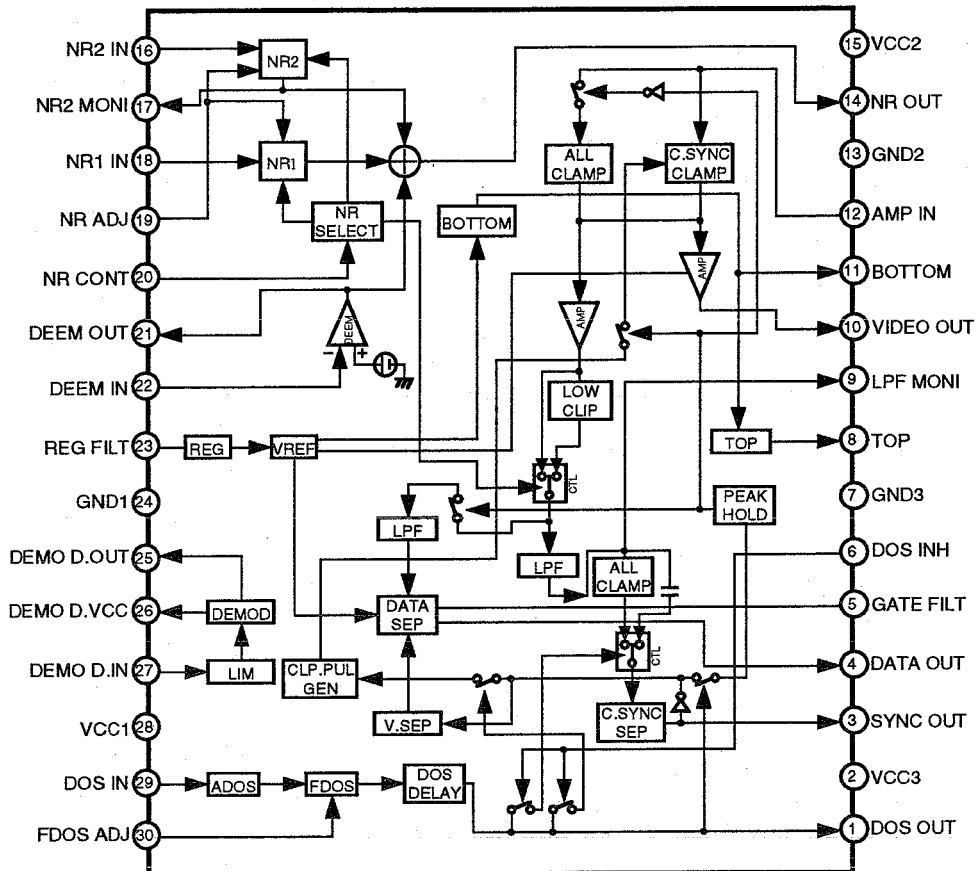 NR2 IN 16
NR2 MONI 17
NR1 IN 18
NR ADJ 19
NR CONT 20
DEEM OUT 21
DEEM IN 22
REG FILT 23
GND1 24
DEMO D.OUT 25
DEMO D.VCC 26
DEMO D.IN 27
VCC1 28
DOS IN 29
FDOS ADJ 30
NR2
NR1
NR
SELECT
BOTTOM
ALL
CLAMP
C.SYNC
CLAMP
AMP
AMP
DEEM
− +
LOW
CLIP
REG
VREF
TOP
CTL
PEAK
HOLD
LPF
LPF
ALL
CLAMP
DATA
SEP
DEMOD
LIM
CLP.PUL
GEN
CTL
V.SEP
C.SYNC
SEP
ADOS
FDOS
DOS
DELAY
15 VCC2
14 NR OUT
13 GND2
12 AMP IN
11 BOTTOM
10 VIDEO OUT
9 LPF MONI
8 TOP
7 GND3
6 DOS INH
5 GATE FILT
4 DATA OUT
3 SYNC OUT
2 VCC3
1 DOS OUT